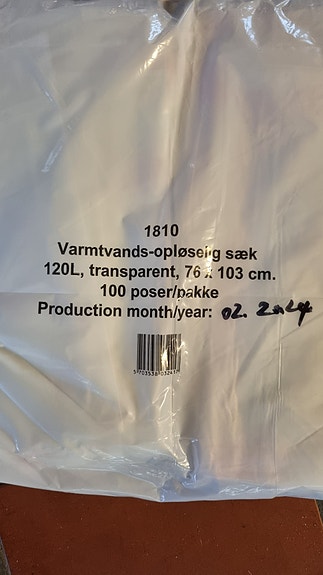 1810
Varmtvands-opløselig sæk
120L, transparent, 76 x 103 cm.
100 poser/pakke
Production month/year: 02. 2024